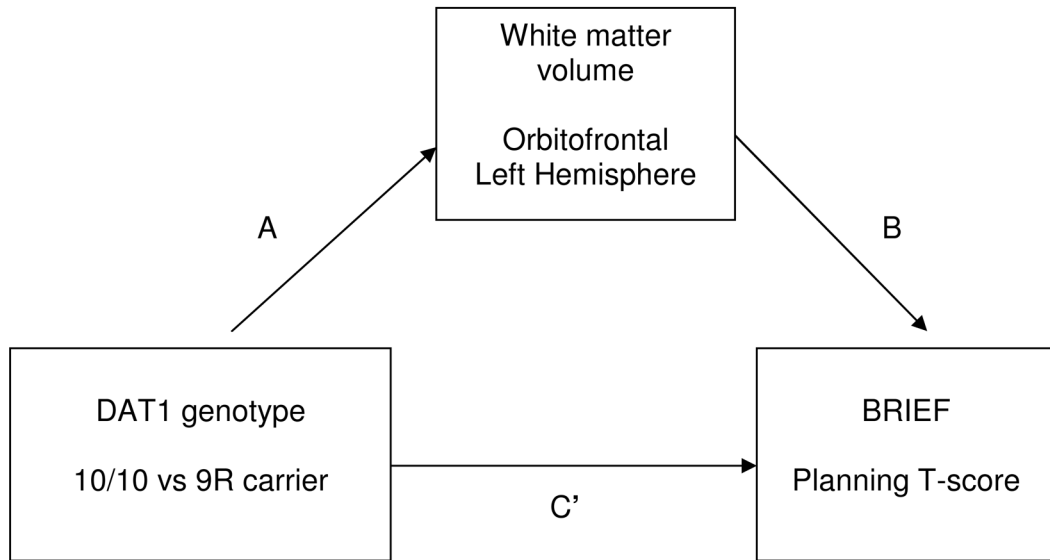 White matter
volume
Orbitofrontal
Left Hemisphere
A
B
DAT1 genotype
10/10 vs 9R carrier
C’
BRIEF
Planning T-score